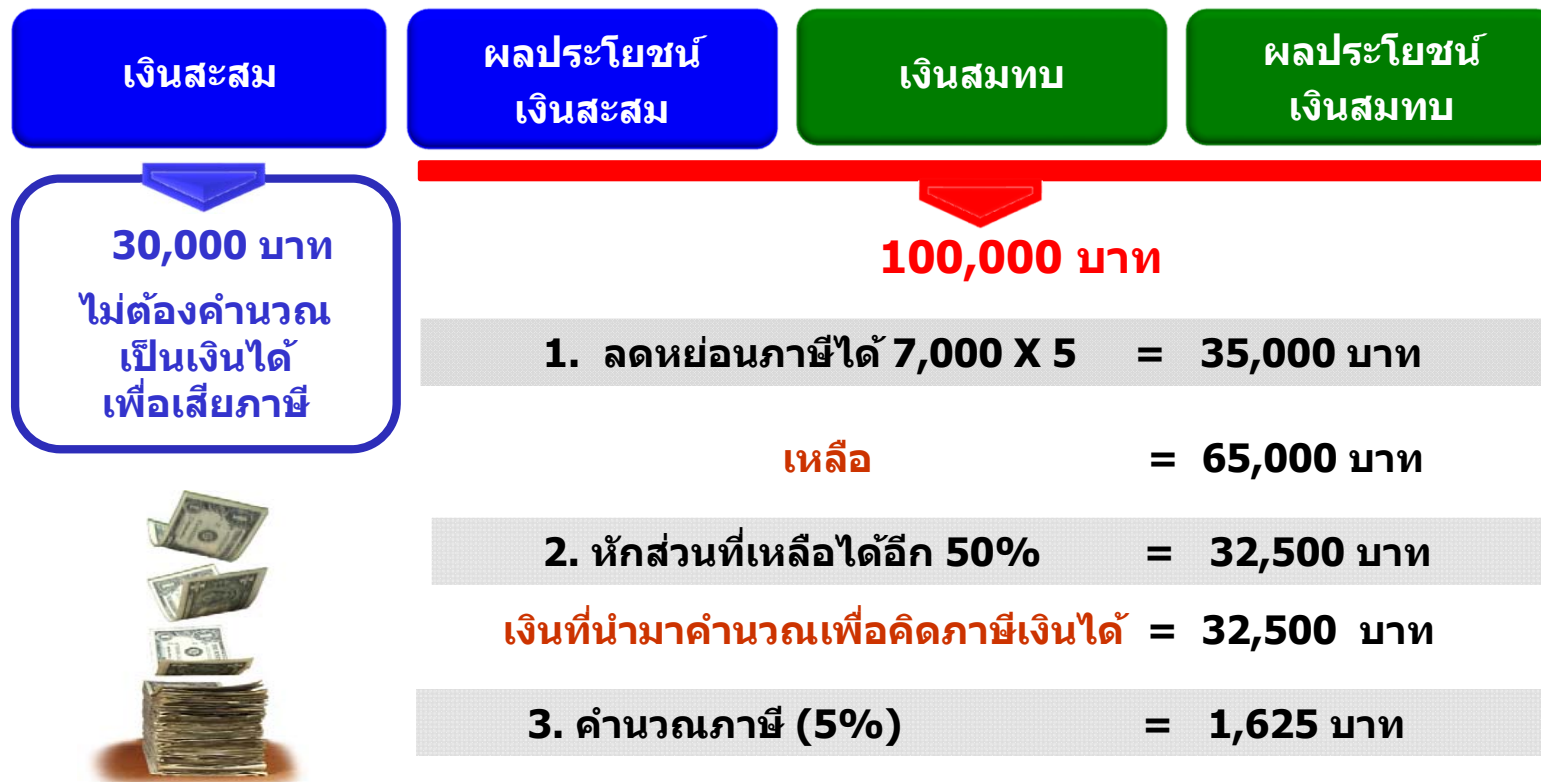 เงินสะสม
ผลประโยชน์
เงินสะสม
เงินสมทบ
ผลประโยชน์
เงินสมทบ
30,000 บาท
ไม่ต้องคำนวณ
เป็นเงินได้
เพื่อเสียภาษี
100,000 บาท
1. ลดหย่อนภาษีได้ 7,000 X 5 = 35,000 บาท
เหลือ = 65,000 บาท
2. หักส่วนที่เหลือได้อีก 50% = 32,500 บาท
เงินที่นำมาคำนวณเพื่อคิดภาษีเงินได้ = 32,500 บาท
3. คำนวณภาษี (5%) = 1,625 บาท